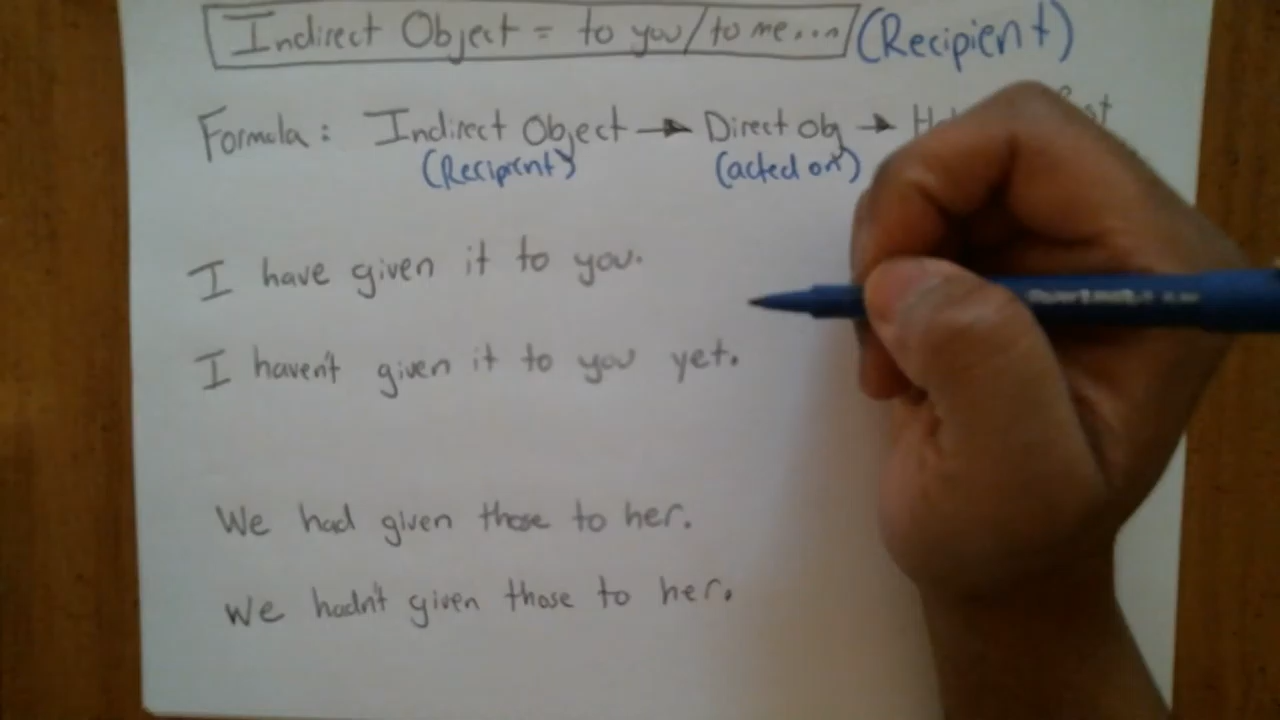 Indirect Object = to you/to me... (Recipient)
Formula: Indirect Object → Direct obj →
(Recipient) (acted on)
I have given it to you.
I haven't given it to you yet.
We had given those to her.
We hadn't given those to her.